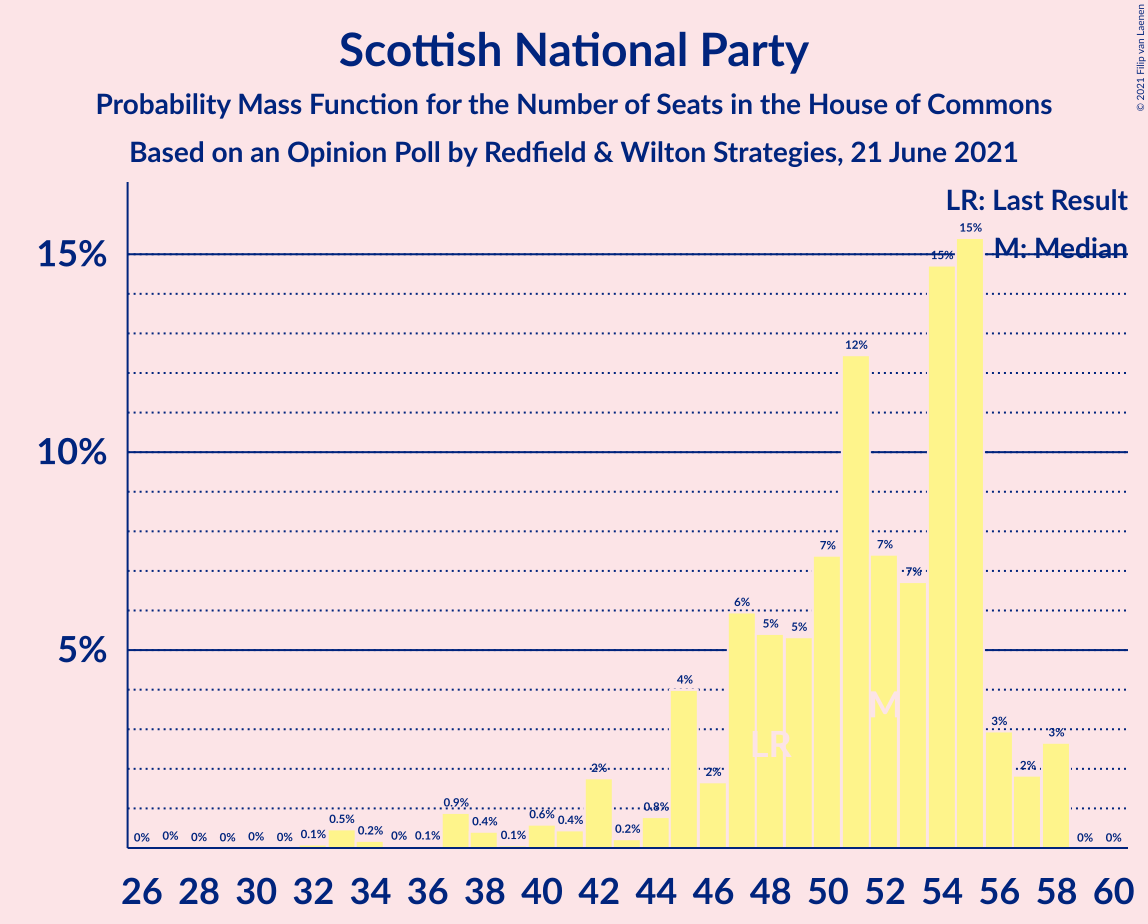 Scottish National Party
Probability Mass Function for the Number of Seats in the House of Commons
Based on an Opinion Poll by Redfield & Wilton Strategies, 21 June 2021
© 2021 Filip van Laenen
LR: Last Result
M: Median
15%
10%
5%
0% 0% 0% 0% 0% 0% 0.1% 0.5% 0.2% 0% 0.1% 0.9% 0.4% 0.1% 0.6% 0.4% 2% 0.2% 0.8% 4% 2% 6% 5% 5% 7% 12% 7% 7% 15% 15% 3% 2% 3% 0% 0%
LR
M
26 28 30 32 34 36 38 40 42 44 46 48 50 52 54 56 58 60